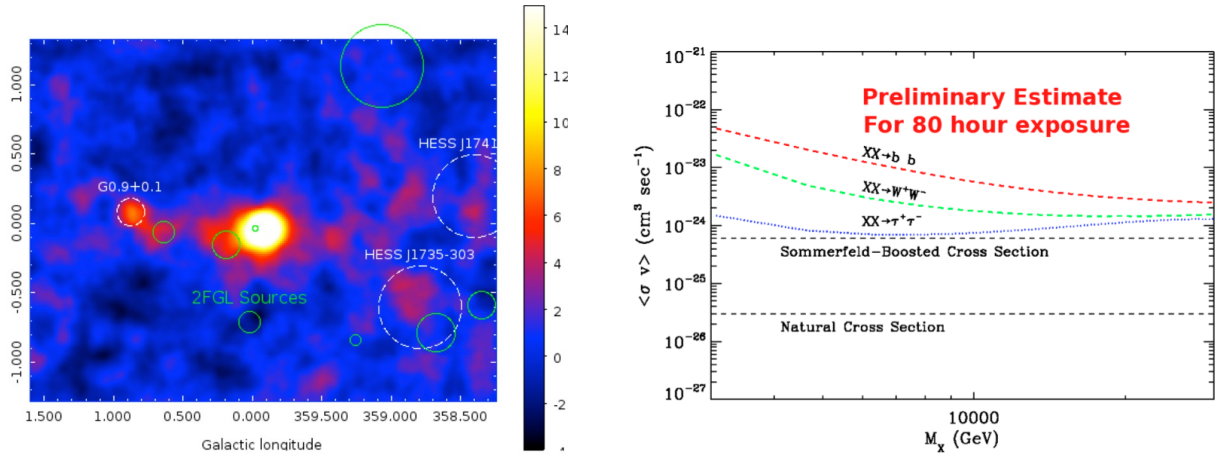 1.000
0.500
0.000
-0.500
-1.000
HESS J1741
G0.9+0.1
HESS J1735-303
2FGL Sources
1.500
1.000
0.500
0.000
359.500
359.000
358.500
Galactic longitude
14
12
10
8
6
4
2
0
-2
10⁻²¹
10⁻²²
10⁻²³
10⁻²⁴
10⁻²⁵
10⁻²⁶
10⁻²⁷
<σ v> (cm³ sec⁻¹)
Preliminary Estimate
For 80 hour exposure
XX→b b
XX→W⁺W⁻
XX→τ⁺τ⁻
Sommerfeld-Boosted Cross Section
Natural Cross Section
10000
Mₓ (GeV)